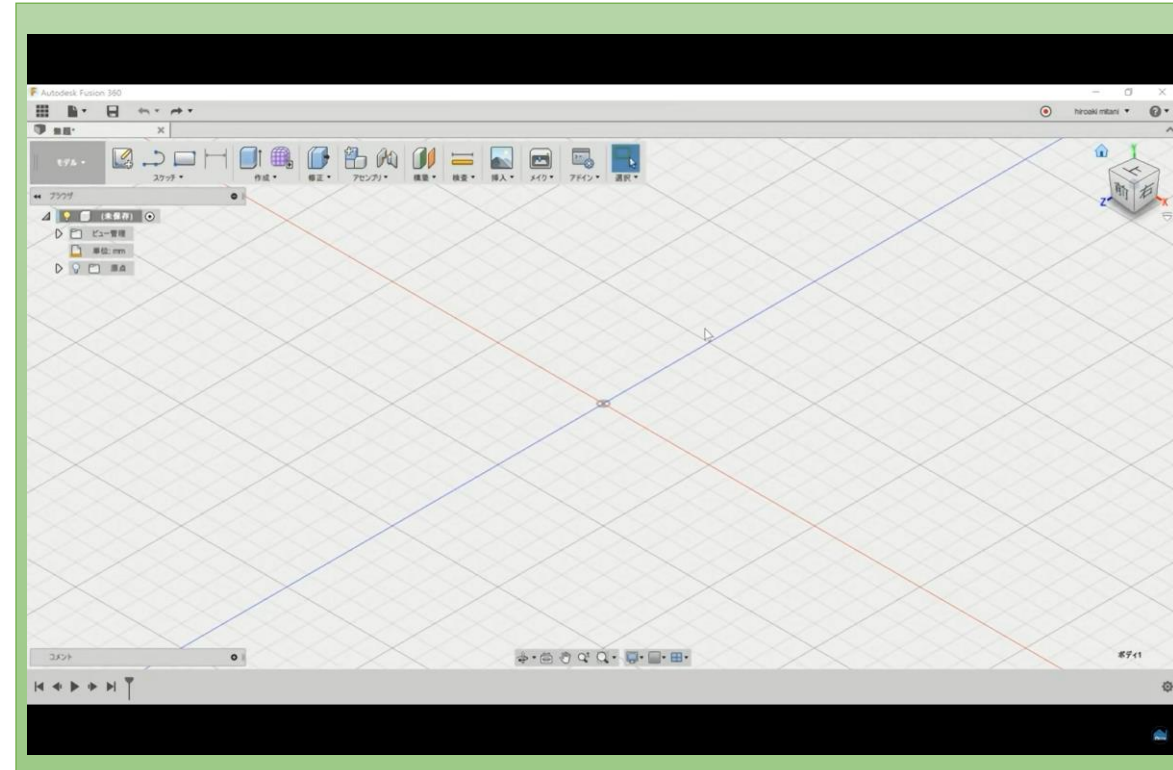 Autodesk Fusion 360
hiroaki mitani
無題*
モデル
スケッチ
作成
修正
アセンブリ
構築
検査
挿入
メイク
アドイン
選択
ブラウザ
(未保存)
ビュー管理
単位: mm
原点
上
前
右
Y
Z
X
コメント
ボディ1